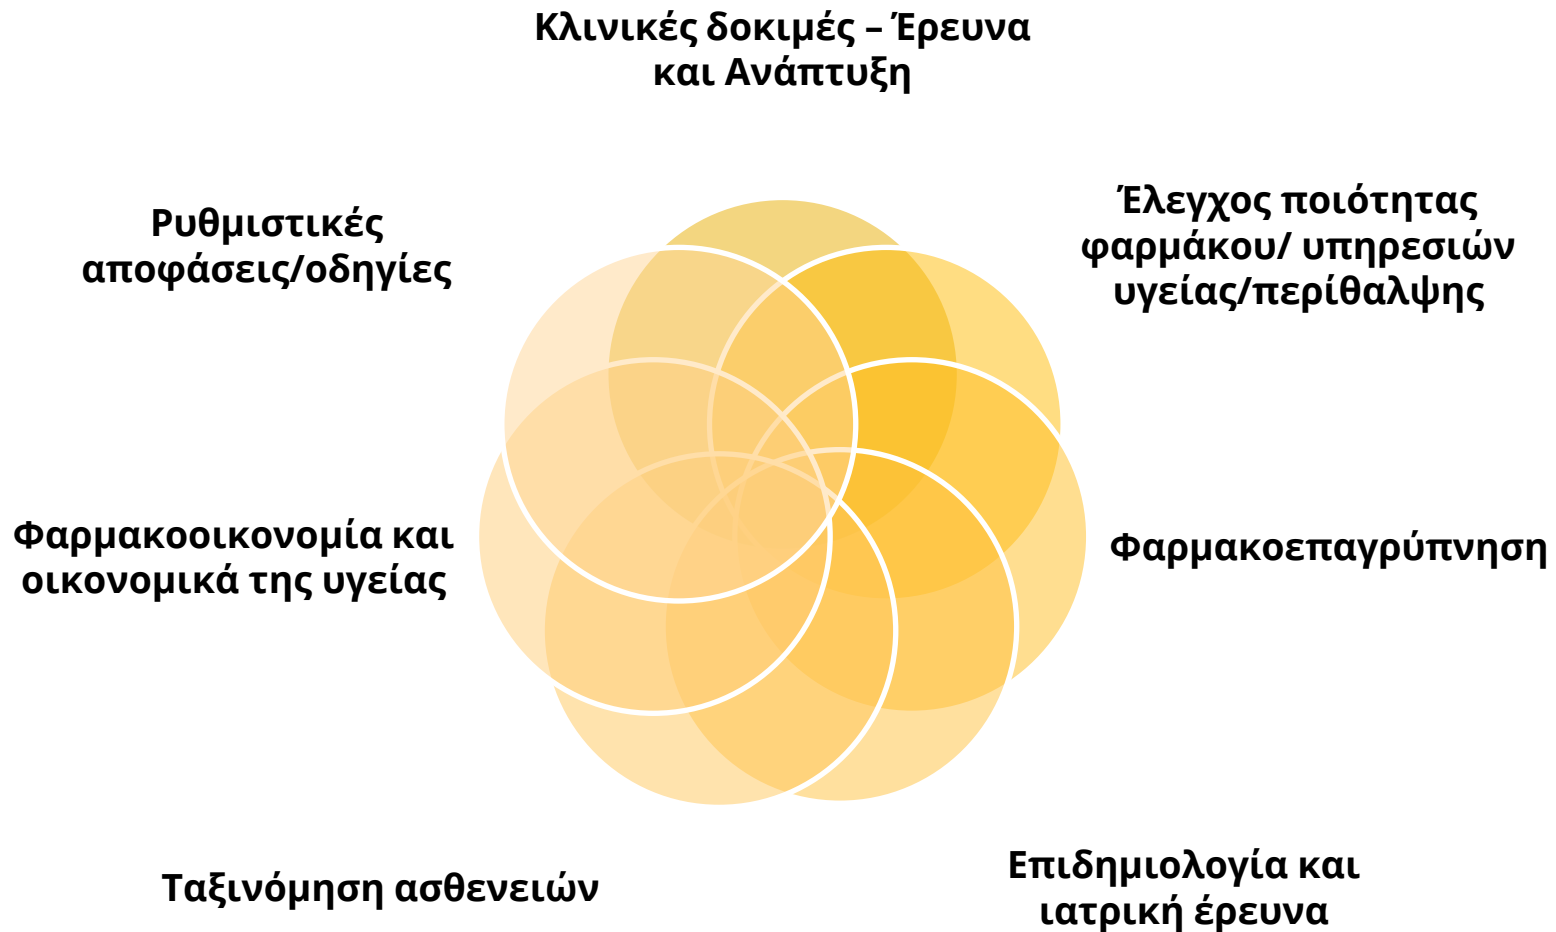 Κλινικές δοκιμές – Έρευνα
και Ανάπτυξη
Έλεγχος ποιότητας
φαρμάκου/ υπηρεσιών
υγείας/περίθαλψης
Φαρμακοεπαγρύπνηση
Επιδημιολογία και
ιατρική έρευνα
Ταξινόμηση ασθενειών
Φαρμακοοικονομία και
οικονομικά της υγείας
Ρυθμιστικές
αποφάσεις/οδηγίες